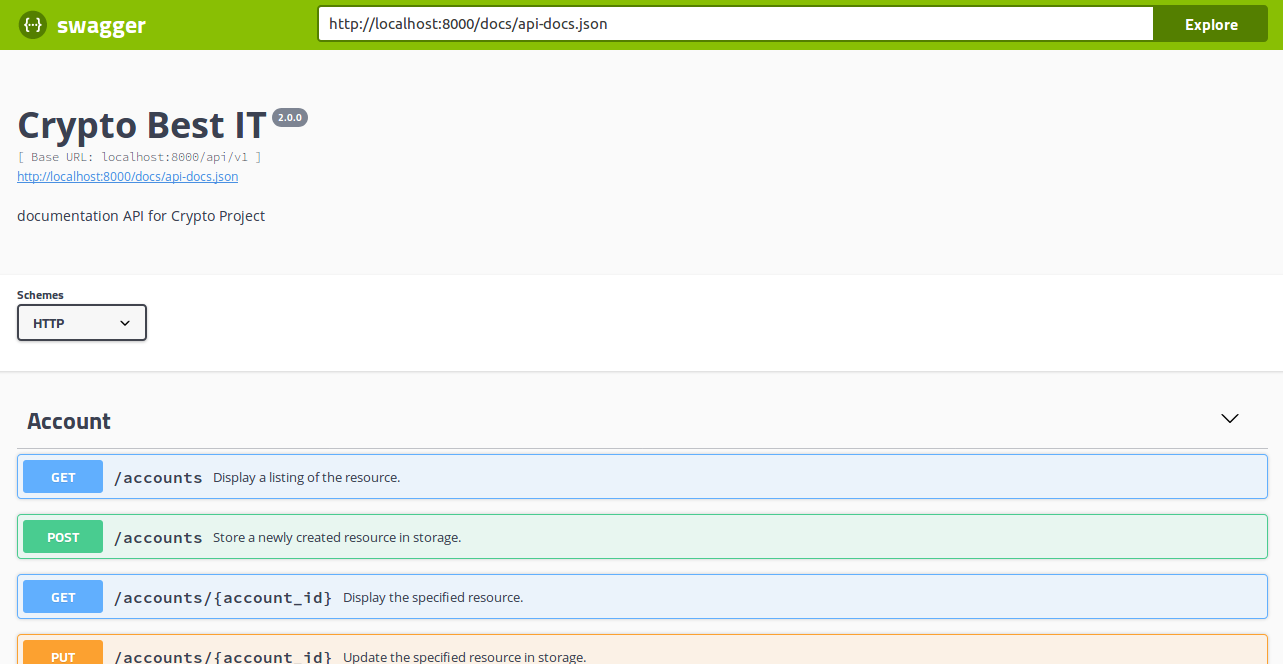 {··} swagger
http://localhost:8000/docs/api-docs.json
Explore
Crypto Best IT 2.0.0
[ Base URL: localhost:8000/api/v1 ]
http://localhost:8000/docs/api-docs.json
documentation API for Crypto Project
Schemes
HTTP
Account
GET /accounts Display a listing of the resource.
POST /accounts Store a newly created resource in storage.
GET /accounts/{account_id} Display the specified resource.
PUT /accounts/{account_id} Update the specified resource in storage.